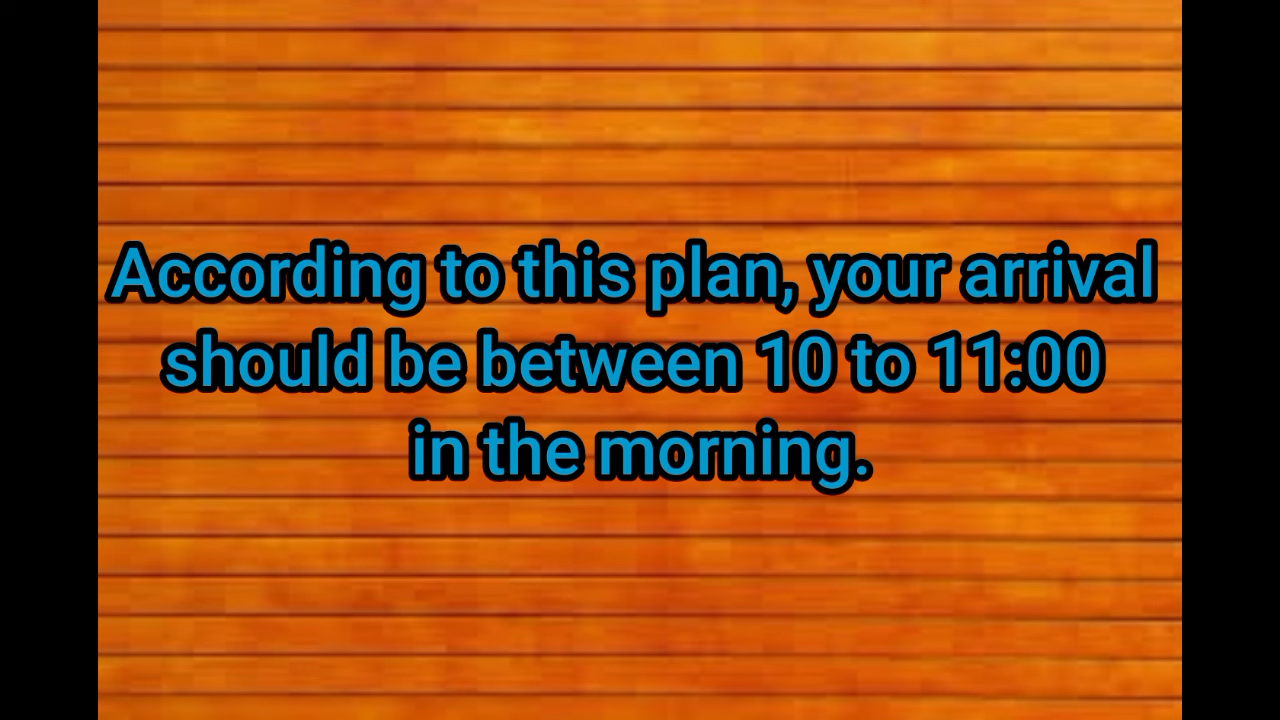 According to this plan, your arrival
should be between 10 to 11:00
in the morning.